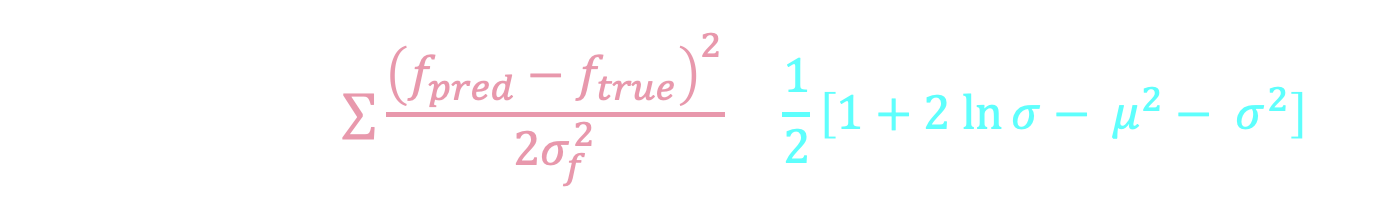 ∑ (f_pred − f_true)² / 2σ_f² 1/2 [1 + 2 ln σ − μ² − σ²]